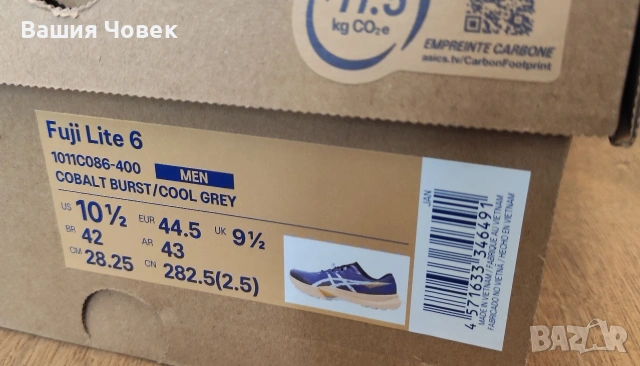 Вашия Човек
kg CO₂e
EMPREINTE CARBONE
asics.tv/CarbonFootprint
Fuji Lite 6
1011C086-400 MEN
COBALT BURST/COOL GREY
US 10½ EUR 44.5 UK 9½
BR 42 AR 43
CM 28.25 CN 282.5(2.5)
JAN
4 571633 346491
MADE IN VIETNAM / FABRIQUÉ AU VIETNAM
FABRICADO NO VIETNÃ / HECHO EN VIETNAM
BAZAR
bazar.bg